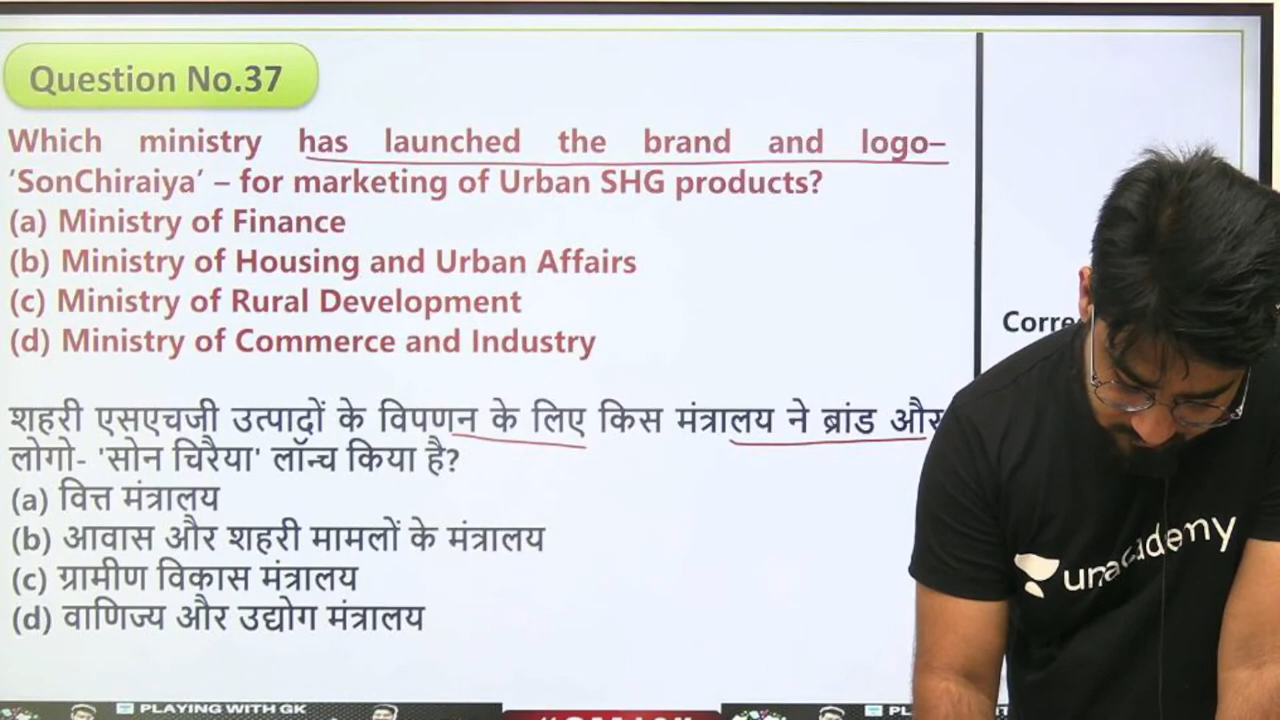 Question No.37
Which ministry has launched the brand and logo–
'SonChiraiya' – for marketing of Urban SHG products?
(a) Ministry of Finance
(b) Ministry of Housing and Urban Affairs
(c) Ministry of Rural Development
(d) Ministry of Commerce and Industry
शहरी एसएचजी उत्पादों के विपणन के लिए किस मंत्रालय ने ब्रांड और
लोगो- 'सोन चिरैया' लॉन्च किया है?
(a) वित्त मंत्रालय
(b) आवास और शहरी मामलों के मंत्रालय
(c) ग्रामीण विकास मंत्रालय
(d) वाणिज्य और उद्योग मंत्रालय
Corre
unacademy
PLAYING WITH GK